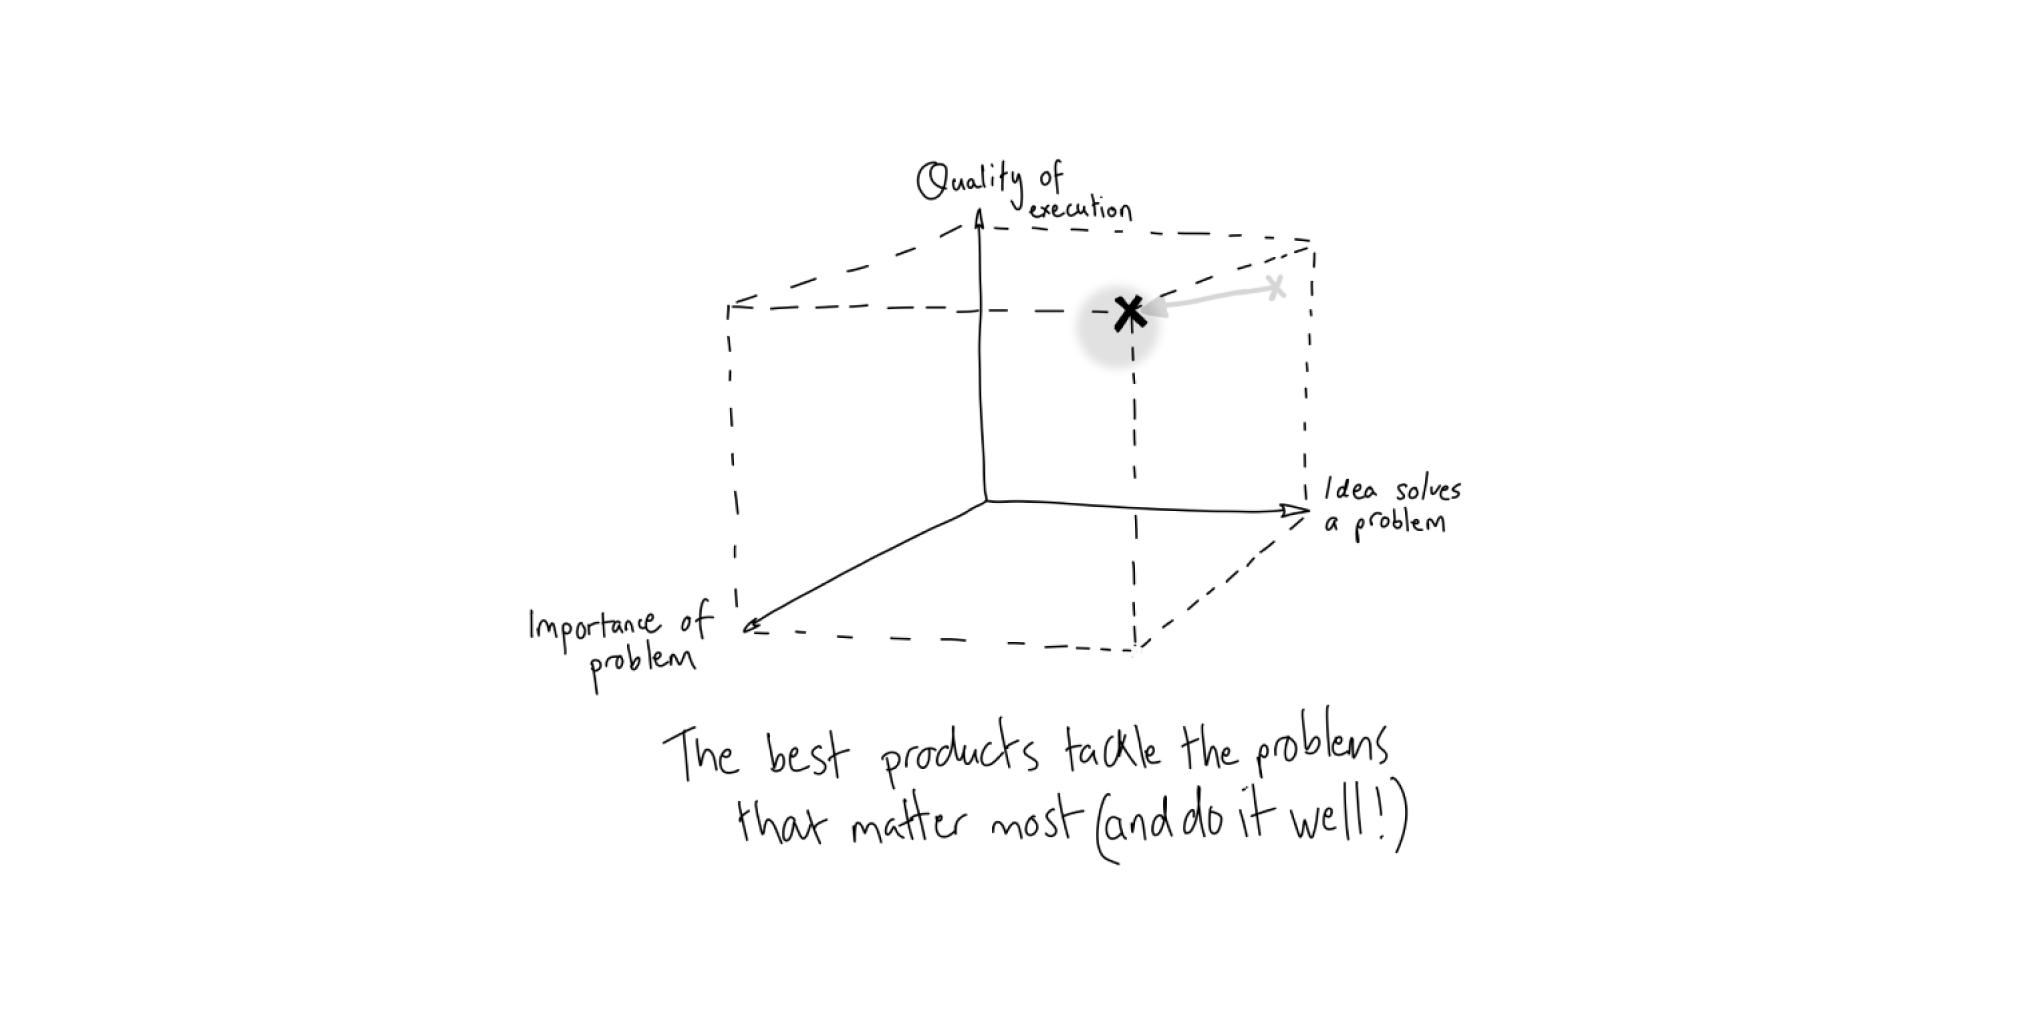 Quality of
execution
Idea solves
a problem
Importance of
problem
The best products tackle the problems
that matter most (and do it well!)